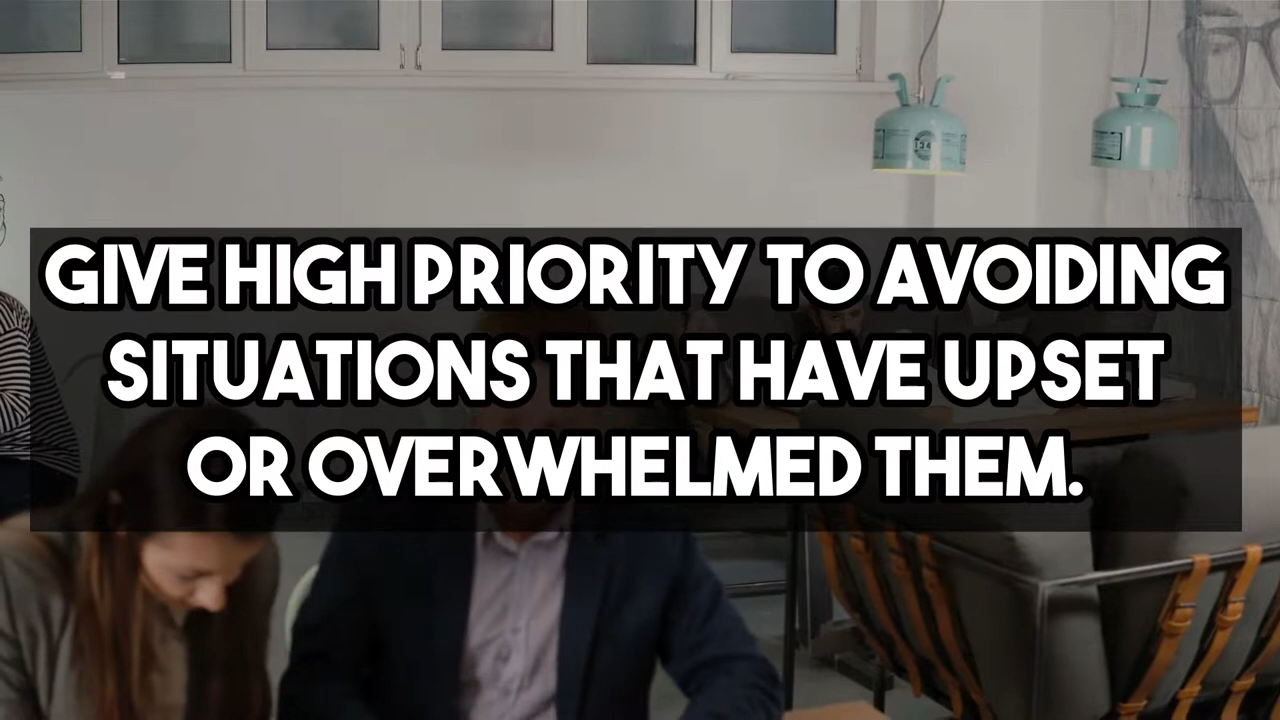 GIVE HIGH PRIORITY TO AVOIDING
SITUATIONS THAT HAVE UPSET
OR OVERWHELMED THEM.